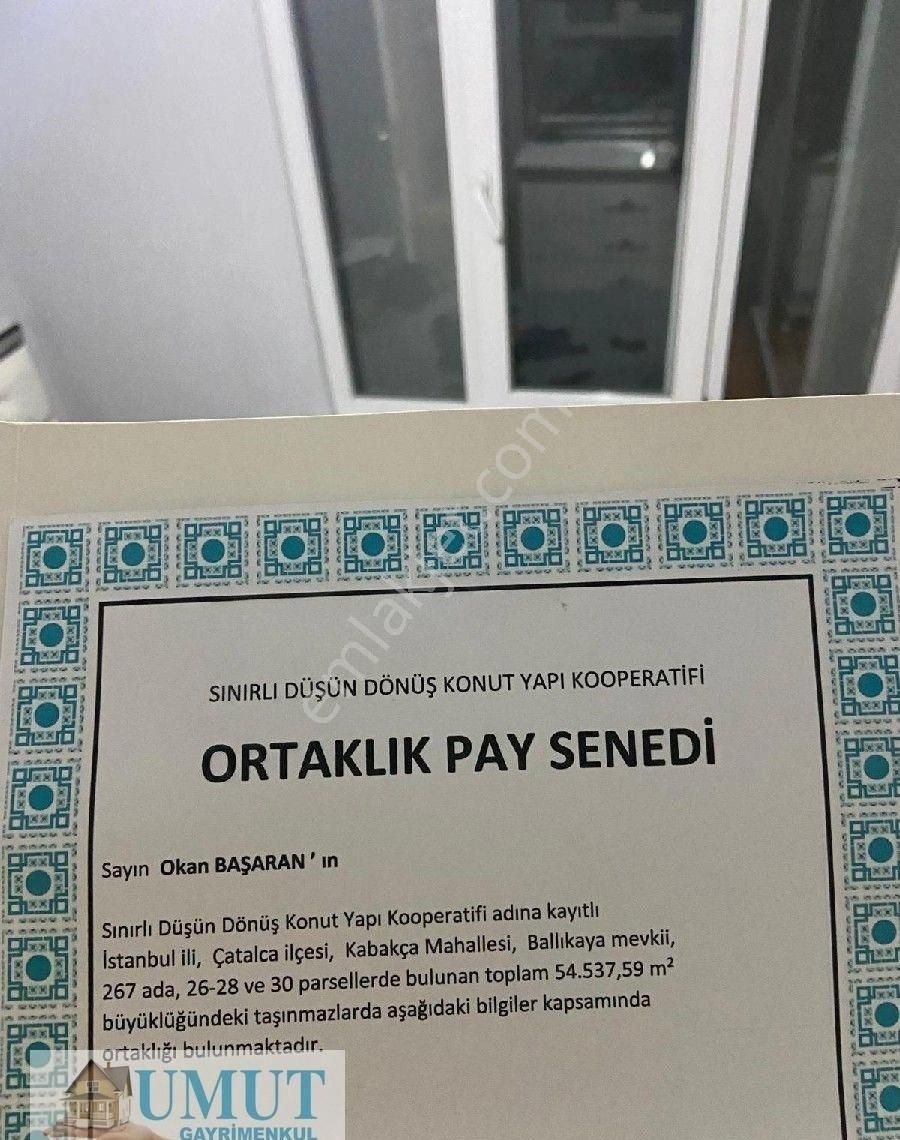 emlakjet.com
SINIRLI DÜŞÜN DÖNÜŞ KONUT YAPI KOOPERATİFİ
ORTAKLIK PAY SENEDİ
Sayın Okan BAŞARAN ' ın
Sınırlı Düşün Dönüş Konut Yapı Kooperatifi adına kayıtlı
İstanbul ili, Çatalca ilçesi, Kabakça Mahallesi, Ballıkaya mevkii,
267 ada, 26-28 ve 30 parsellerde bulunan toplam 54.537,59 m²
büyüklüğündeki taşınmazlarda aşağıdaki bilgiler kapsamında
ortaklığı bulunmaktadır.
UMUT
GAYRİMENKUL